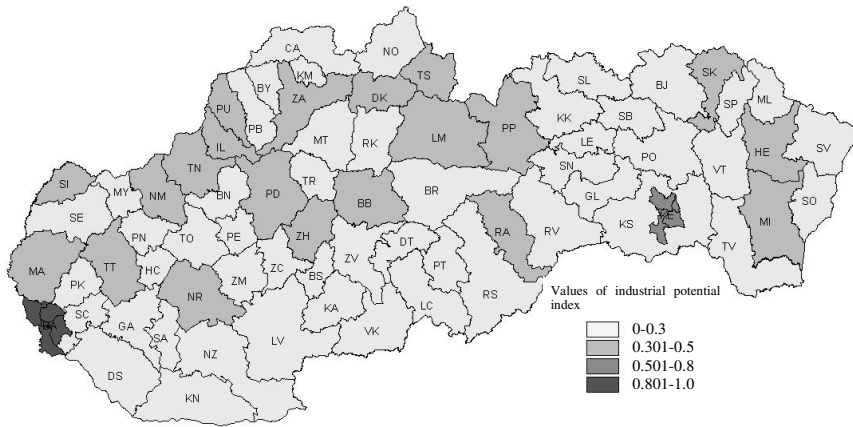 CA
NO
KM
BY
TS
PU
ZA
DK
PB
IL
MT
RK
LM
PP
SL
BJ
SK
SP
ML
KK
SB
LE
PO
HE
SV
SN
VT
GL
SI
MY
NM
TN
BN
PD
TR
BB
BR
SO
MI
SE
PN
TO
PE
ZH
RA
RV
KS
KE
TV
MA
TT
HC
ZM
ZC
BS
ZV
DT
PT
RS
PK
NR
SC
BA
GA
SA
KA
LC
LV
VK
NZ
DS
KN
Values of industrial potential
index
0-0.3
0.301-0.5
0.501-0.8
0.801-1.0